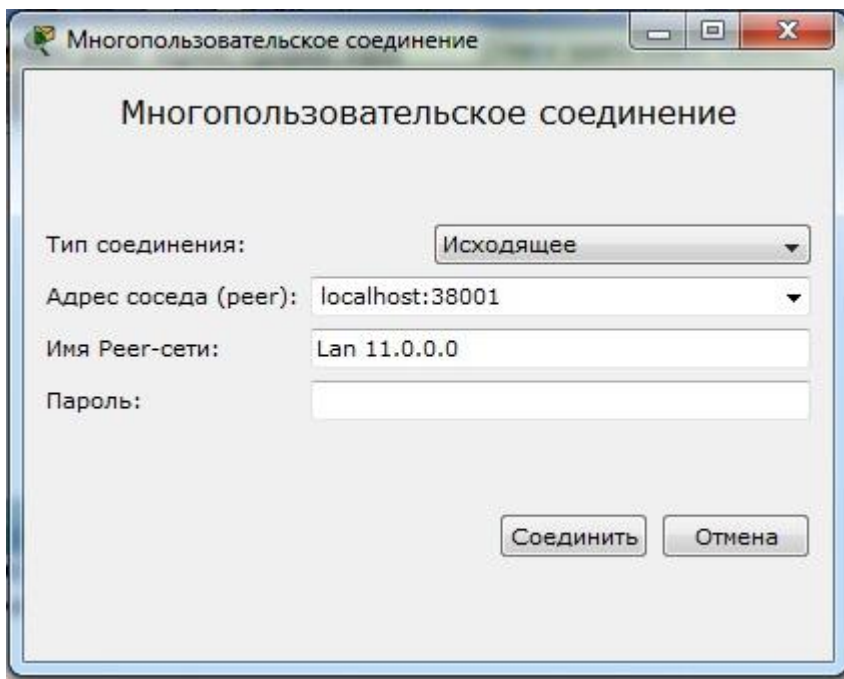 Многопользовательское соединение
Многопользовательское соединение
Тип соединения: Исходящее
Адрес соседа (peer): localhost:38001
Имя Peer-сети: Lan 11.0.0.0
Пароль:
Соединить Отмена